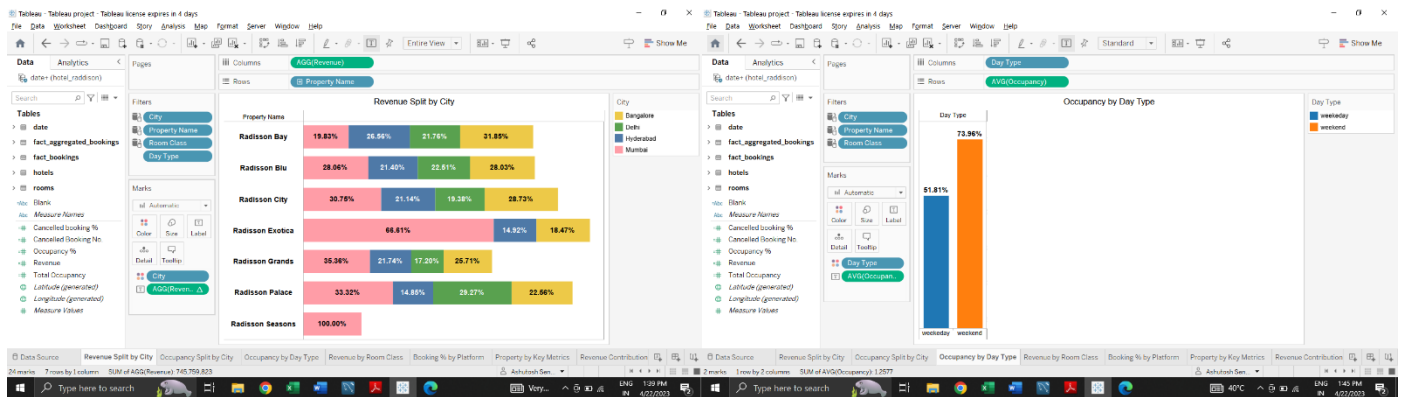 Tableau - Tableau project - Tableau license expires in 4 days
File Data Worksheet Dashboard Story Analysis Map Format Server Window Help
Entire View
Show Me
Data Analytics
date+ (hotel_raddison)
Search
Tables
date
fact_aggregated_bookings
fact_bookings
hotels
rooms
Abc Blank
Abc Measure Names
Cancelled booking %
Cancelled Booking No.
Occupancy %
Revenue
Total Occupancy
Latitude (generated)
Longitude (generated)
Measure Values
Pages
Filters
City
Property Name
Room Class
Day Type
Marks
Automatic
Color Size Label
Detail Tooltip
City
AGG(Reven..
Columns AGG(Revenue)
Rows Property Name
Revenue Split by City
Property Name
Radisson Bay 19.83% 26.56% 21.76% 31.85%
Radisson Blu 28.06% 21.40% 22.51% 28.03%
Radisson City 30.75% 21.14% 19.38% 28.73%
Radisson Exotica 66.61% 14.92% 18.47%
Radisson Grands 35.36% 21.74% 17.20% 25.71%
Radisson Palace 33.32% 14.85% 29.27% 22.56%
Radisson Seasons 100.00%
City
Bangalore
Delhi
Hyderabad
Mumbai
Data Source Revenue Split by City Occupancy Split by City Occupancy by Day Type Revenue by Room Class Booking % by Platform Property by Key Metrics Revenue Contribution
24 marks 7 rows by 1 column SUM of AGG(Revenue): 745,759,823
Ashutosh Sen...
Type here to search
Very...
ENG 1:39 PM
IN 4/22/2023
Tableau - Tableau project - Tableau license expires in 4 days
File Data Worksheet Dashboard Story Analysis Map Format Server Window Help
Standard
Show Me
Data Analytics
date+ (hotel_raddison)
Search
Tables
date
fact_aggregated_bookings
fact_bookings
hotels
rooms
Abc Blank
Abc Measure Names
Cancelled booking %
Cancelled Booking No.
Occupancy %
Revenue
Total Occupancy
Latitude (generated)
Longitude (generated)
Measure Values
Pages
Filters
City
Property Name
Room Class
Marks
Automatic
Color Size Label
Detail Tooltip
Day Type
AVG(Occupan..
Columns Day Type
Rows AVG(Occupancy)
Occupancy by Day Type
Day Type
73.96%
51.81%
weekeday weekend
Day Type
weekeday
weekend
Data Source Revenue Split by City Occupancy Split by City Occupancy by Day Type Revenue by Room Class Booking % by Platform Property by Key Metrics Revenue Contribution
2 marks 1 row by 2 columns SUM of AVG(Occupancy): 1.2577
Ashutosh Sen...
Type here to search
40°C
ENG 1:45 PM
IN 4/22/2023